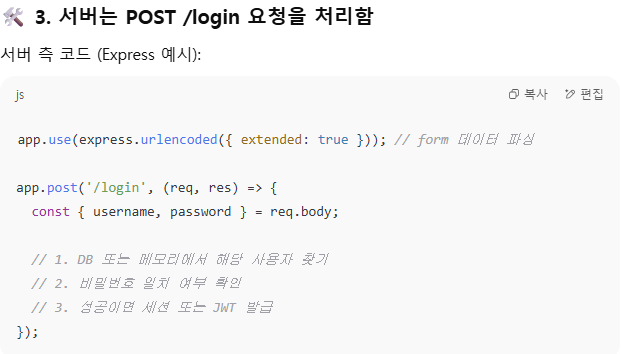 🛠️ 3. 서버는 POST /login 요청을 처리함
서버 측 코드 (Express 예시):
js
복사
편집
app.use(express.urlencoded({ extended: true })); // form 데이터 파싱
app.post('/login', (req, res) => {
const { username, password } = req.body;
// 1. DB 또는 메모리에서 해당 사용자 찾기
// 2. 비밀번호 일치 여부 확인
// 3. 성공이면 세션 또는 JWT 발급
});